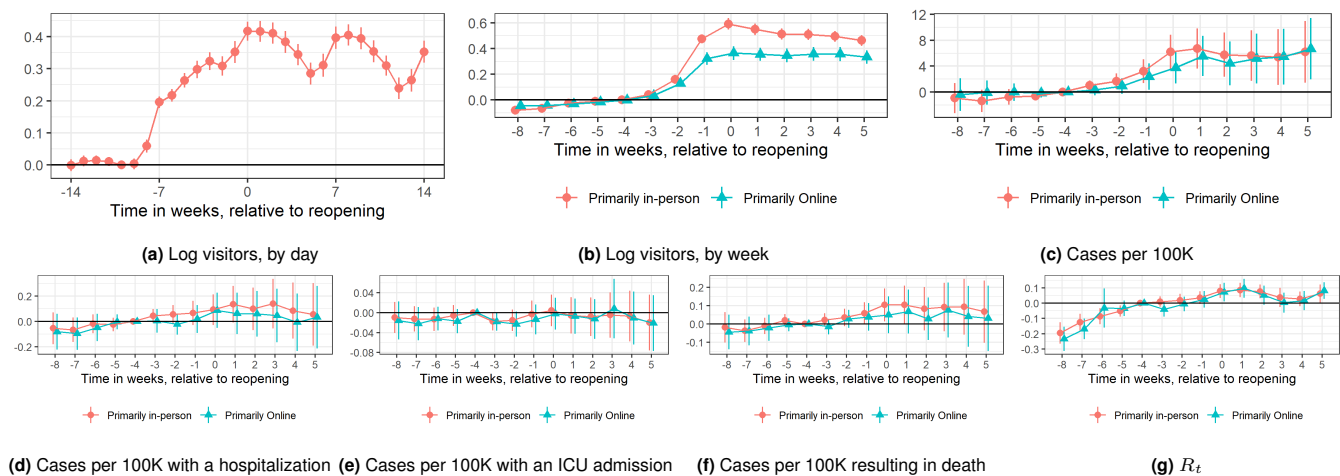 0.4
0.3
0.2
0.1
0.0
-14 -7 0 7 14
Time in weeks, relative to reopening
(a) Log visitors, by day
0.6
0.4
0.2
0.0
-8 -7 -6 -5 -4 -3 -2 -1 0 1 2 3 4 5
Time in weeks, relative to reopening
Primarily in-person Primarily Online
(b) Log visitors, by week
12
8
4
0
-8 -7 -6 -5 -4 -3 -2 -1 0 1 2 3 4 5
Time in weeks, relative to reopening
Primarily in-person Primarily Online
(c) Cases per 100K
0.2
0.0
-0.2
-8 -7 -6 -5 -4 -3 -2 -1 0 1 2 3 4 5
Time in weeks, relative to reopening
Primarily in-person Primarily Online
(d) Cases per 100K with a hospitalization
0.04
0.00
-0.04
-0.08
-8 -7 -6 -5 -4 -3 -2 -1 0 1 2 3 4 5
Time in weeks, relative to reopening
Primarily in-person Primarily Online
(e) Cases per 100K with an ICU admission
0.2
0.1
0.0
-0.1
-8 -7 -6 -5 -4 -3 -2 -1 0 1 2 3 4 5
Time in weeks, relative to reopening
Primarily in-person Primarily Online
(f) Cases per 100K resulting in death
0.1
0.0
-0.1
-0.2
-0.3
-8 -7 -6 -5 -4 -3 -2 -1 0 1 2 3 4 5
Time in weeks, relative to reopening
Primarily in-person Primarily Online
(g) R_t